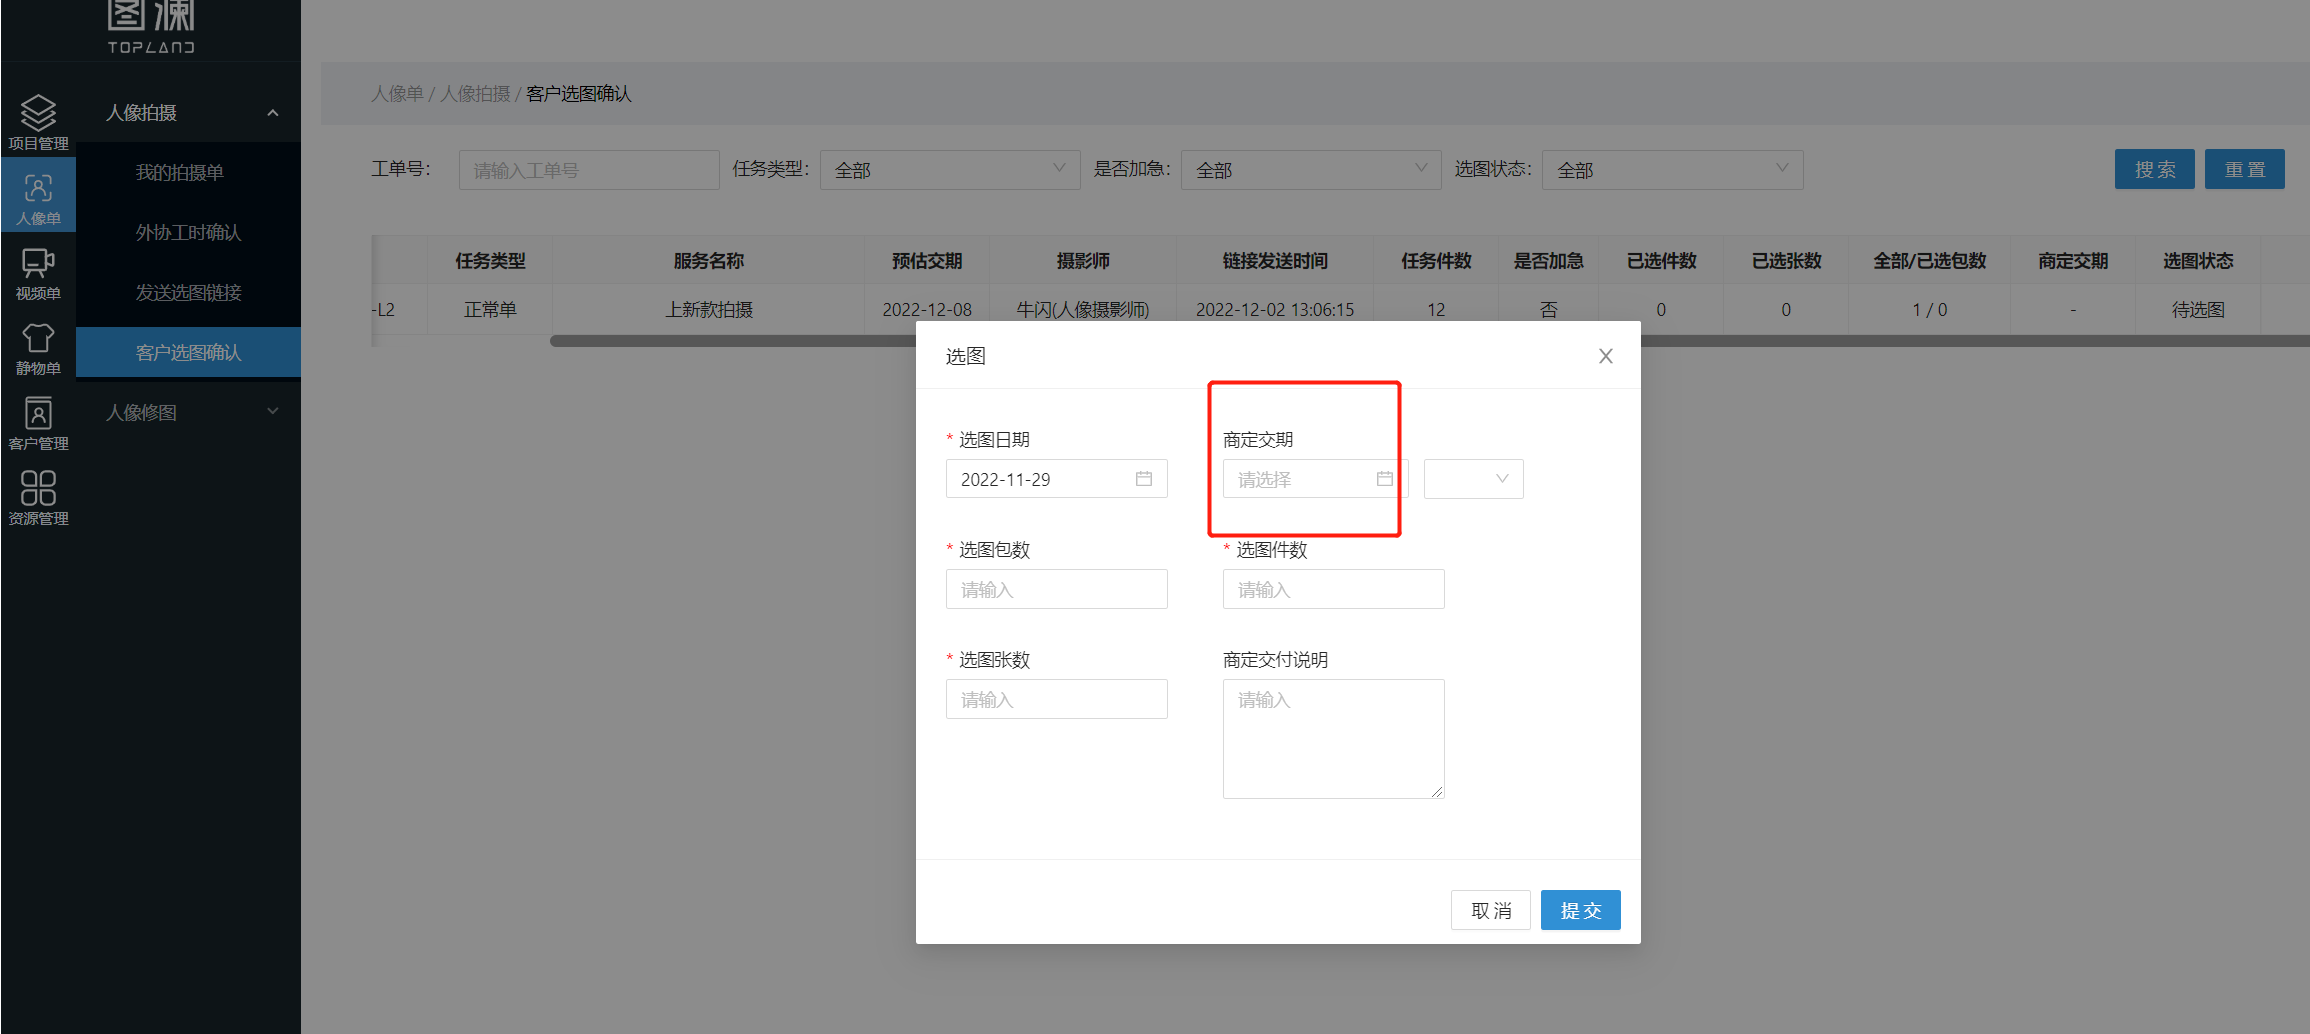 图澜
TOPLAND
项目管理
人像单
视频单
静物单
客户管理
资源管理
人像拍摄
我的拍摄单
外协工时确认
发送选图链接
客户选图确认
人像修图
人像单 / 人像拍摄 / 客户选图确认
工单号： 请输入工单号 任务类型： 全部 是否加急： 全部 选图状态： 全部 搜 索 重 置
任务类型 服务名称 预估交期 摄影师 链接发送时间 任务件数 是否加急 已选件数 已选张数 全部/已选包数 商定交期 选图状态
-L2 正常单 上新款拍摄 2022-12-08 牛闪(人像摄影师) 2022-12-02 13:06:15 12 否 0 0 1 / 0 - 待选图
选图
* 选图日期 商定交期
2022-11-29 请选择
* 选图包数 * 选图件数
请输入 请输入
* 选图张数 商定交付说明
请输入 请输入
取 消 提 交